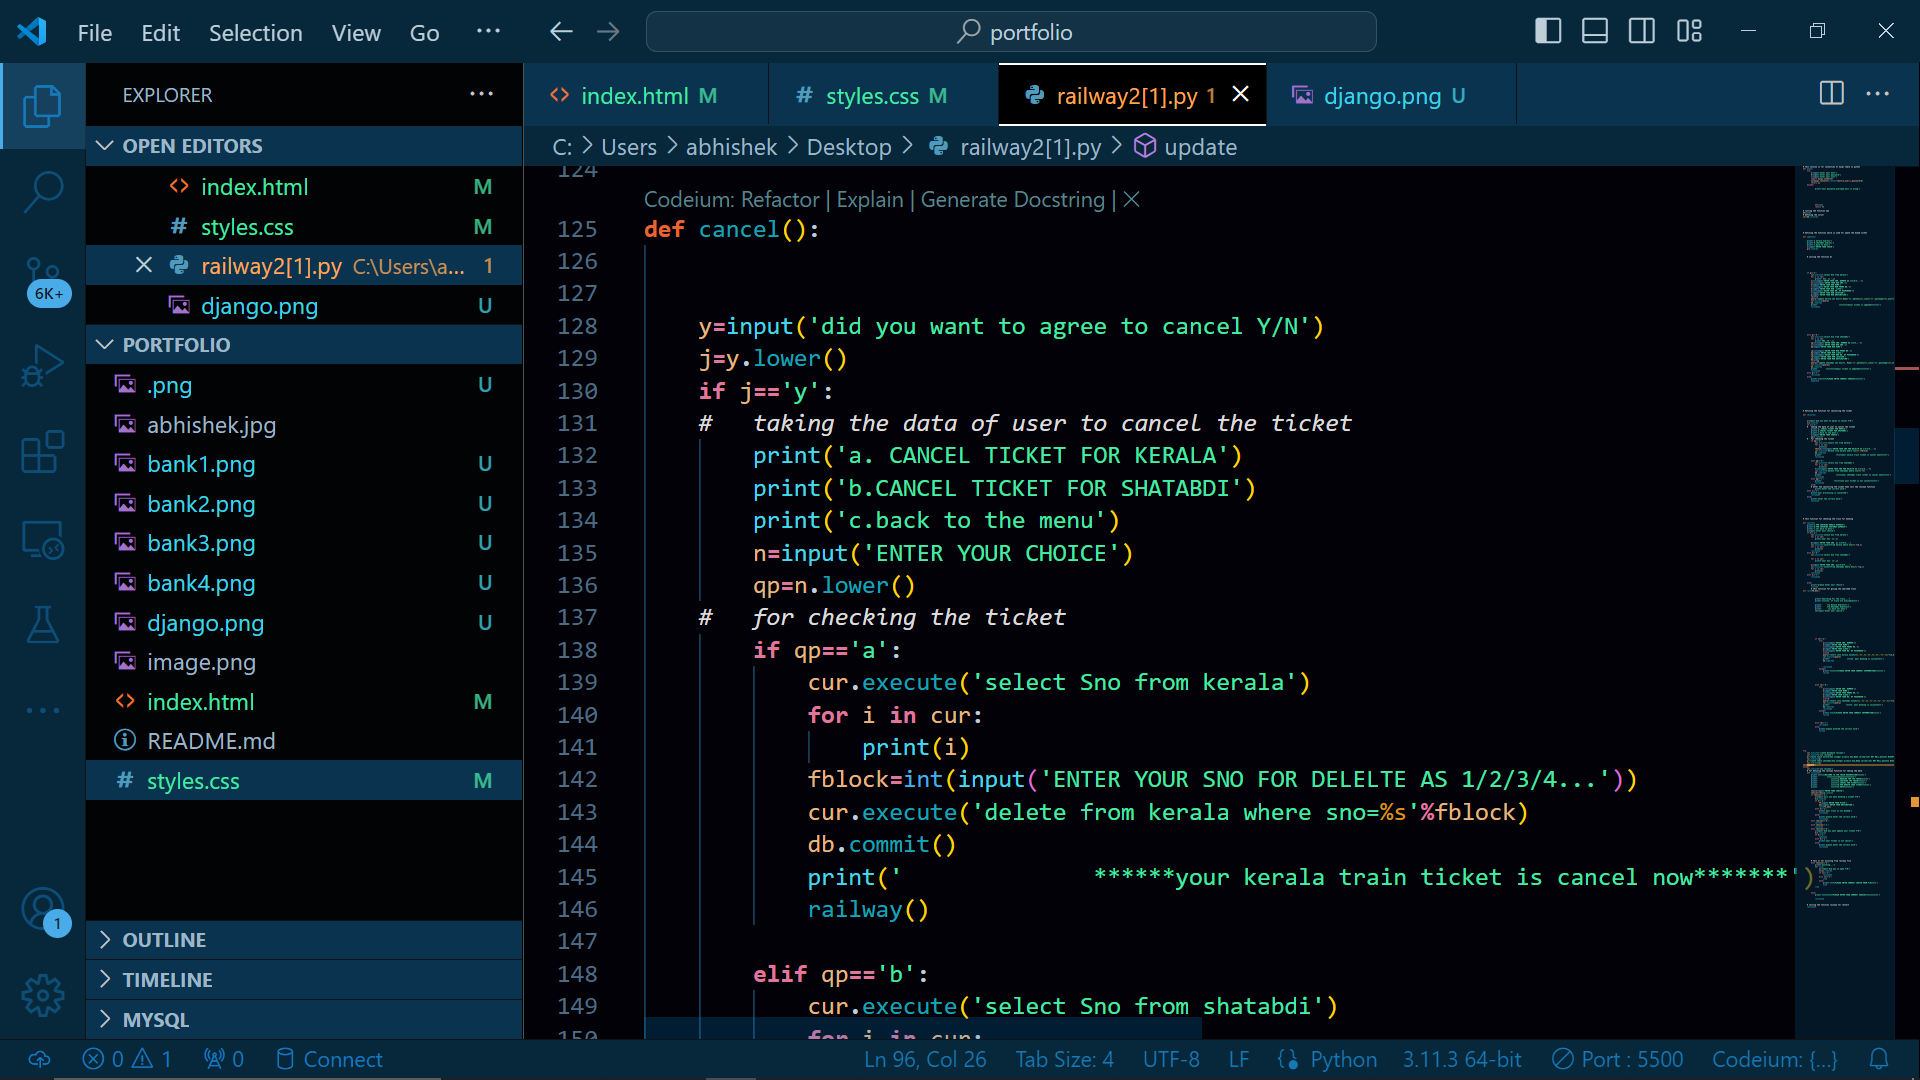 File Edit Selection View Go ··· portfolio
EXPLORER
OPEN EDITORS
index.html M
styles.css M
railway2[1].py C:\Users\a... 1
django.png U
PORTFOLIO
.png U
abhishek.jpg
bank1.png U
bank2.png U
bank3.png U
bank4.png U
django.png U
image.png
index.html M
README.md
styles.css M
OUTLINE
TIMELINE
MYSQL
6K+
1
index.html M styles.css M railway2[1].py 1 django.png U
C: > Users > abhishek > Desktop > railway2[1].py > update
124
Codeium: Refactor | Explain | Generate Docstring | ×
125 def cancel():
126
127
128 y=input('did you want to agree to cancel Y/N')
129 j=y.lower()
130 if j=='y':
131 # taking the data of user to cancel the ticket
132 print('a. CANCEL TICKET FOR KERALA')
133 print('b.CANCEL TICKET FOR SHATABDI')
134 print('c.back to the menu')
135 n=input('ENTER YOUR CHOICE')
136 qp=n.lower()
137 # for checking the ticket
138 if qp=='a':
139 cur.execute('select Sno from kerala')
140 for i in cur:
141 print(i)
142 fblock=int(input('ENTER YOUR SNO FOR DELELTE AS 1/2/3/4...'))
143 cur.execute('delete from kerala where sno=%s'%fblock)
144 db.commit()
145 print('              ******your kerala train ticket is cancel now*******')
146 railway()
147
148 elif qp=='b':
149 cur.execute('select Sno from shatabdi')
150 for i in cur:
0 1 0 Connect Ln 96, Col 26 Tab Size: 4 UTF-8 LF Python 3.11.3 64-bit Port : 5500 Codeium: {...}